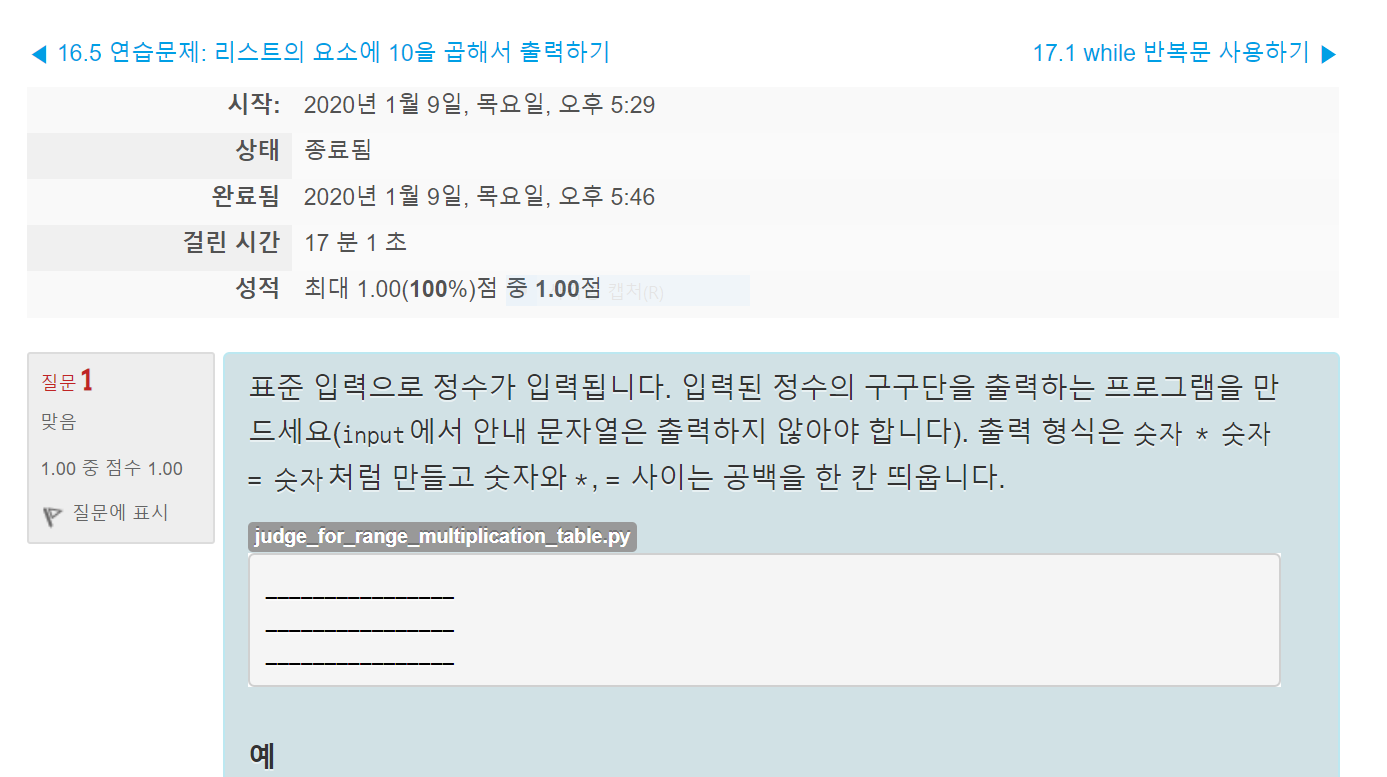 ◀ 16.5 연습문제: 리스트의 요소에 10을 곱해서 출력하기
17.1 while 반복문 사용하기 ▶
시작: 2020년 1월 9일, 목요일, 오후 5:29
상태 종료됨
완료됨 2020년 1월 9일, 목요일, 오후 5:46
걸린 시간 17 분 1 초
성적 최대 1.00(100%)점 중 1.00점
캡처(R)
질문 1
맞음
1.00 중 점수 1.00
질문에 표시
표준 입력으로 정수가 입력됩니다. 입력된 정수의 구구단을 출력하는 프로그램을 만
드세요(input에서 안내 문자열은 출력하지 않아야 합니다). 출력 형식은 숫자 * 숫자
= 숫자처럼 만들고 숫자와 *, = 사이는 공백을 한 칸 띄웁니다.
judge_for_range_multiplication_table.py
________________
________________
________________
예